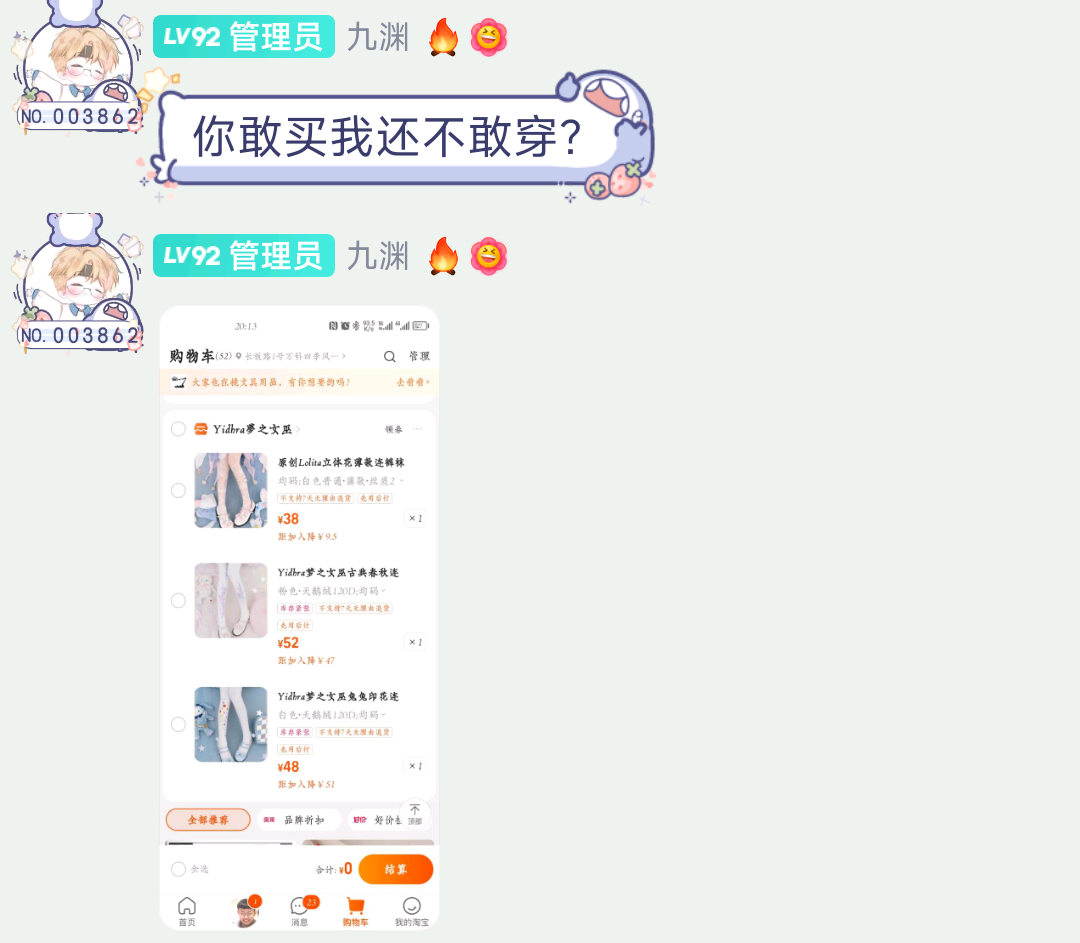 LV92 管理员 九渊
NO. 003862
你敢买我还不敢穿?
LV92 管理员 九渊
NO. 003862
20:13
购物车(52) 长板路1号万科四季风… >
管理
大家也在挑文具用品，有你想要的吗?
去看看>
Yidhra夢之女巫 >
领券 …
原创Lolita立体花薄款连裤袜
均码;白色普通·薄款·丝质2
不支持7天无理由退货 先用后付
¥38
×1
距加入降¥9.5
Yidhra梦之女巫古典春秋连
粉色·天鹅绒120D;均码
库存紧张 不支持7天无理由退货
先用后付
¥52
×1
距加入降¥47
Yidhra梦之女巫兔兔印花连
白色·天鹅绒120D;均码
库存紧张 不支持7天无理由退货
先用后付
¥48
×1
距加入降¥51
全部推荐
品牌折扣
好价 好价
顶部
全选
合计:¥0
结算
1
23
首页
消息
购物车
我的淘宝